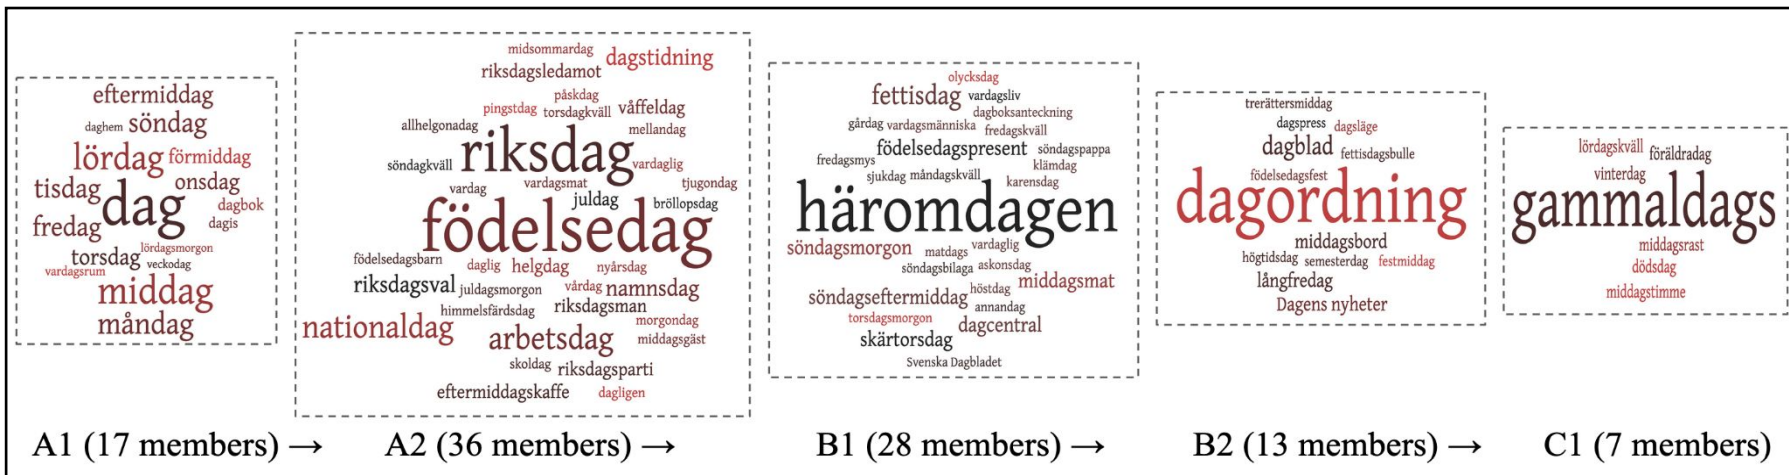 eftermiddag
daghem söndag
lördag förmiddag
tisdag onsdag
dag dagbok
fredag dagis
torsdag lördagsmorgon
vardagsrum veckodag
middag
måndag
midsommardag dagstidning
riksdagsledamot
påskdag
pingstdag torsdagkväll våffeldag
allhelgonadag mellandag
riksdag
söndagkväll vardaglig
vardag vardagsmat tjugondag
juldag bröllopsdag
födelsedag
födelsedagsbarn
daglig helgdag nyårsdag
riksdagsval juldagsmorgon vårdag namnsdag
himmelsfärdsdag riksdagsman
nationaldag morgondag
arbetsdag middagsgäst
skoldag riksdagsparti
eftermiddagskaffe dagligen
olycksdag
fettisdag vardagsliv
dagboksanteckning
gårdag vardagsmänniska fredagskväll
födelsedagspresent söndagspappa
fredagsmys klämdag
sjukdag måndagskväll karensdag
häromdagen
söndagsmorgon matdags vardaglig
söndagsbilaga askonsdag middagsmat
söndagseftermiddag höstdag
annandag
torsdagsmorgon dagcentral
skärtorsdag
Svenska Dagbladet
trerättersmiddag
dagspress dagsläge
dagblad fettisdagsbulle
födelsedagsfest
dagordning
middagsbord
högtidsdag semesterdag festmiddag
långfredag
Dagens nyheter
lördagskväll föräldradag
vinterdag
gammaldags
middagsrast
dödsdag
middagstimme
A1 (17 members) → A2 (36 members) → B1 (28 members) → B2 (13 members) → C1 (7 members)